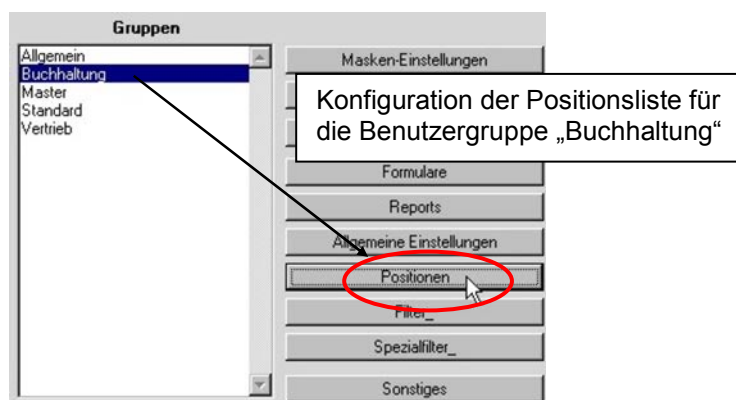 Gruppen
Allgemein
Buchhaltung
Master
Standard
Vertrieb
Masken-Einstellungen
Konfiguration der Positionsliste für
die Benutzergruppe „Buchhaltung“
Formulare
Reports
Allgemeine Einstellungen
Positionen
Filter_
Spezialfilter_
Sonstiges